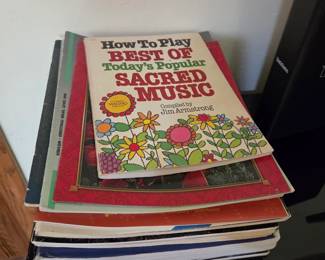 How To Play
BEST OF
Today's Popular
SACRED
MUSIC
Compiled by
Jim Armstrong